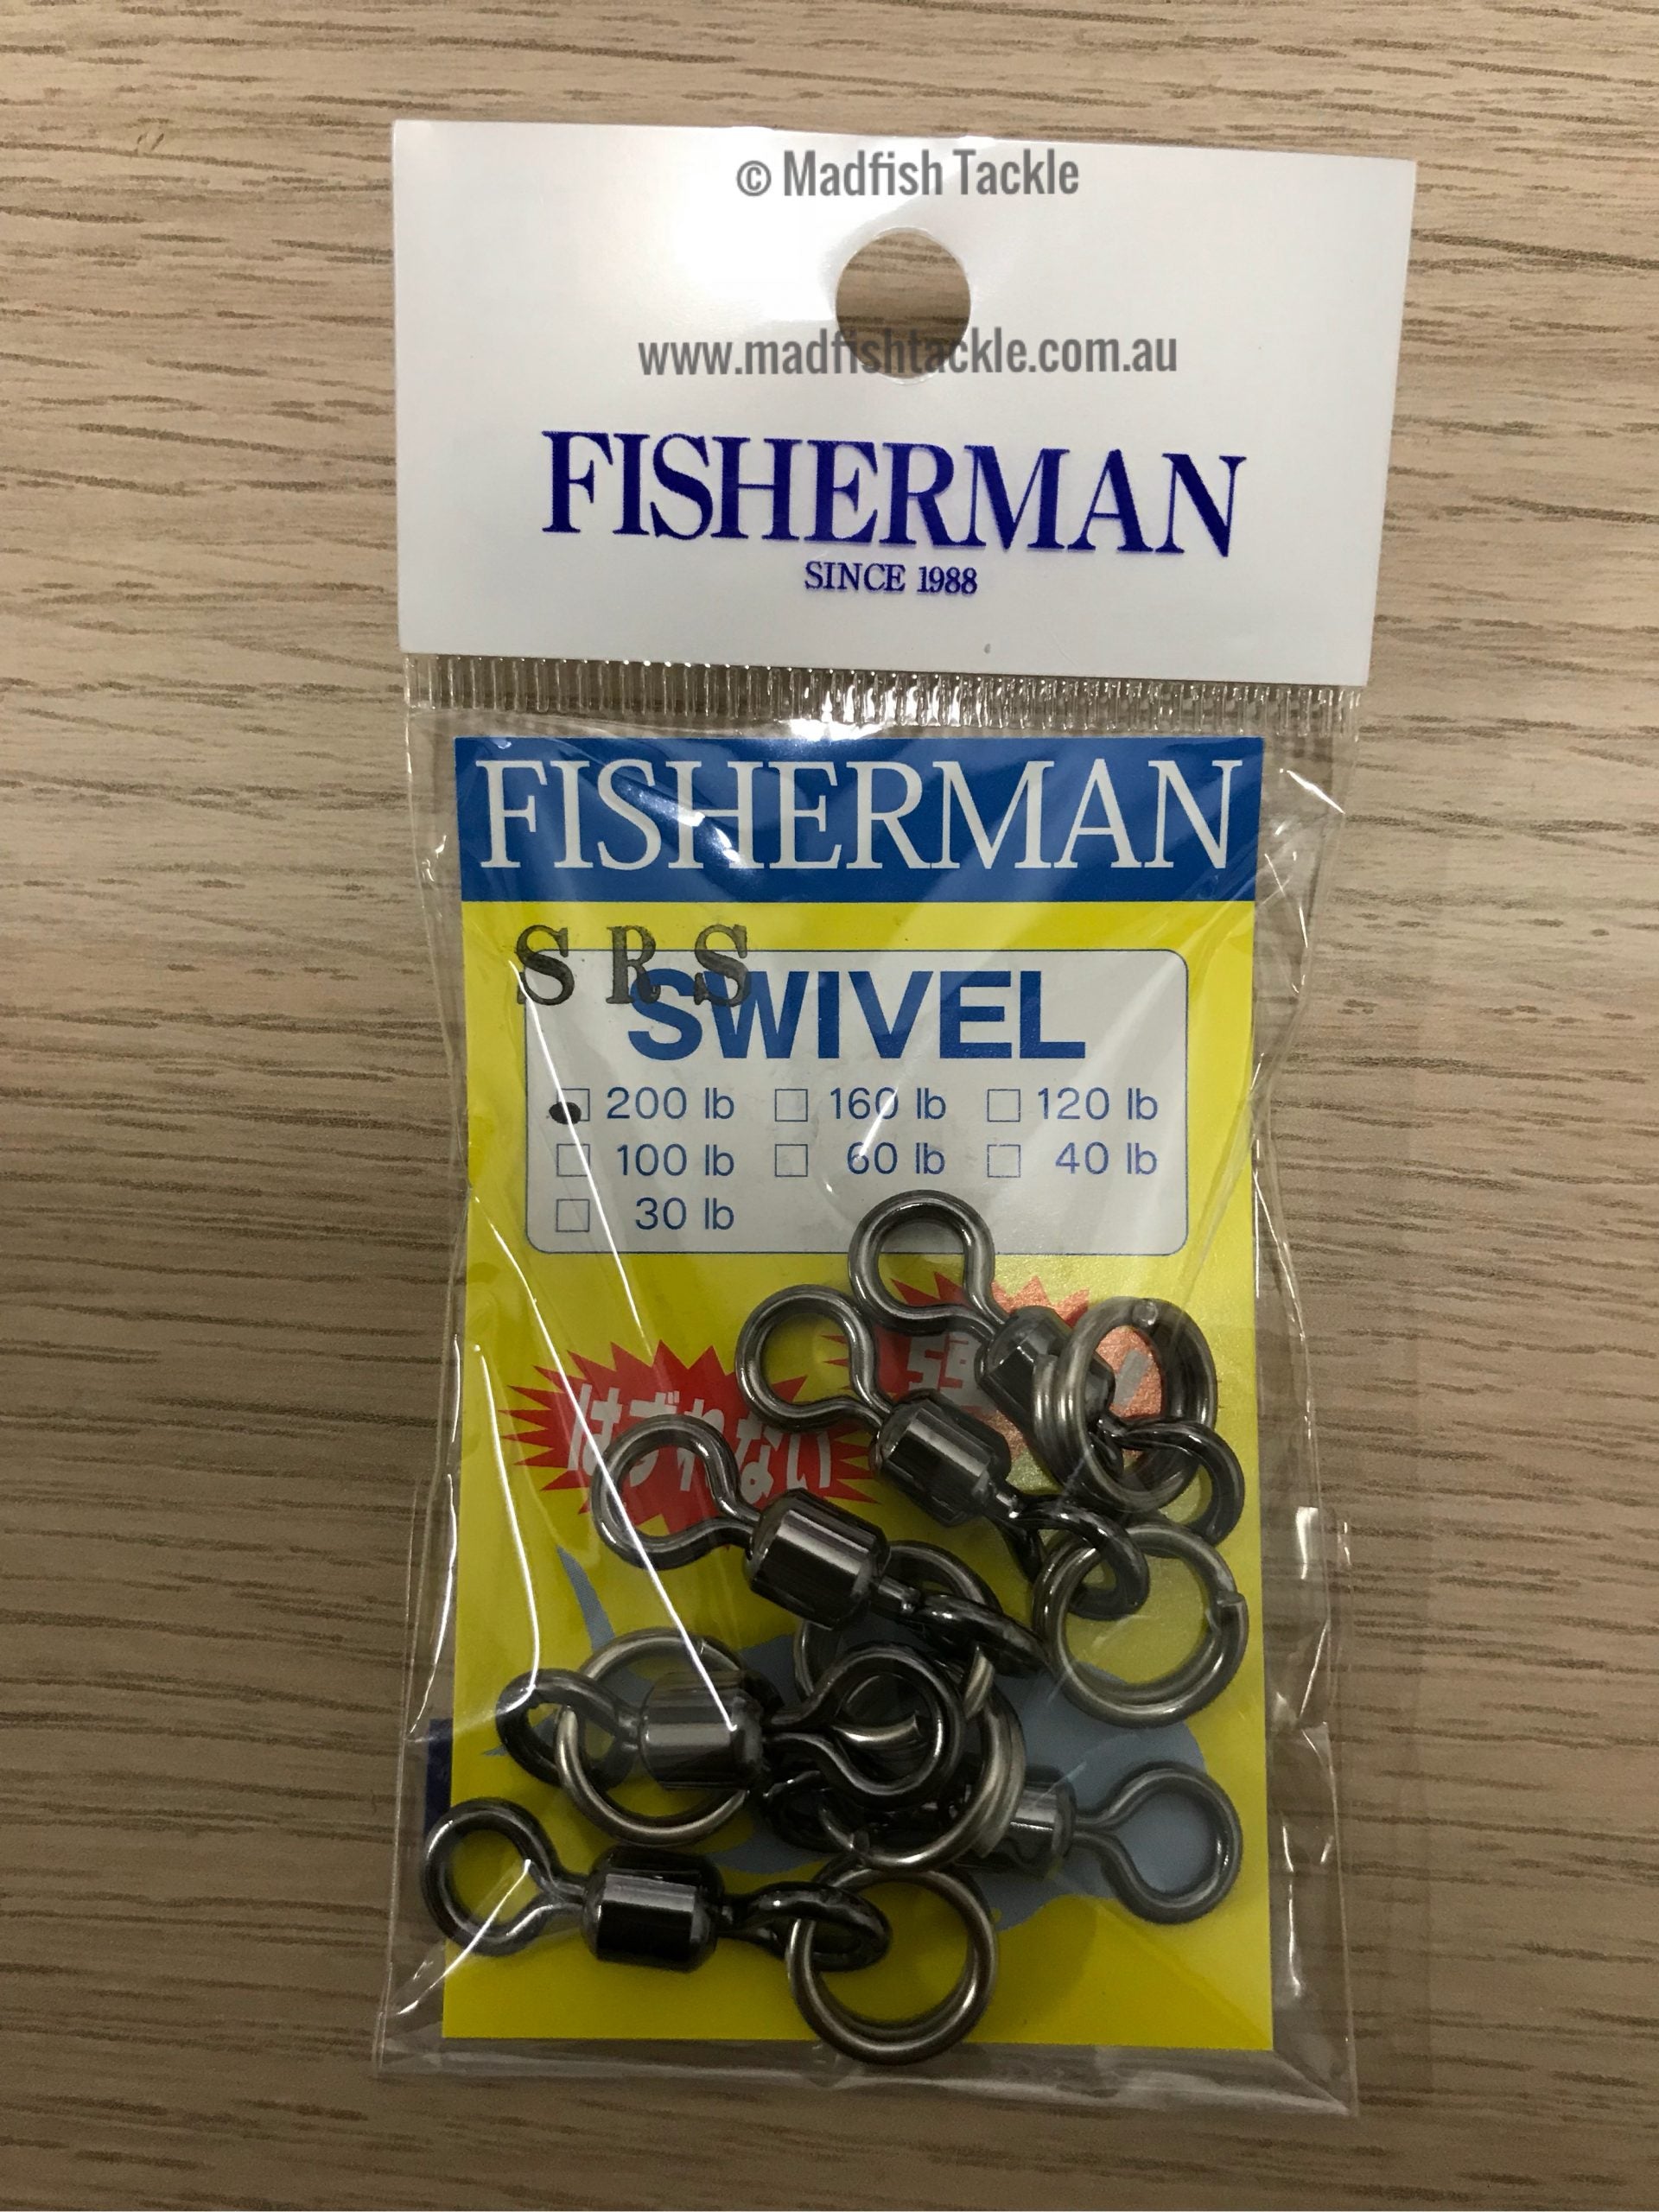 © Madfish Tackle
www.madfishtackle.com.au
FISHERMAN
SINCE 1988
FISHERMAN
SRS
SWIVEL
200 lb 160 lb 120 lb
100 lb 60 lb 40 lb
30 lb
はずれない